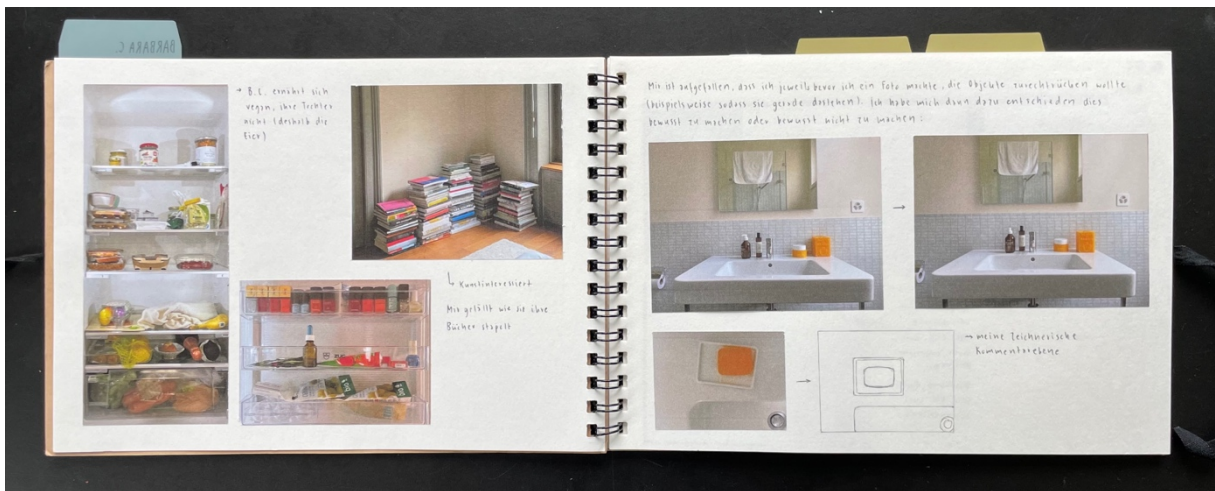 BARBARA C.
→ B.C. ernährt sich
vegan, ihre Tochter
nicht (deshalb die
Eier)
Kunstinteressiert
Mir gefällt wie sie ihre
Bücher stapelt
Mir ist aufgefallen, dass ich jeweils bevor ich ein Foto machte, die Objekte zurechtrücken wollte
(beispielsweise sodass sie gerade dastehen). Ich habe mich dann dazu entschieden dies
bewusst zu machen oder bewusst nicht zu machen:
→
→
→ meine zeichnerische
Kommentarebene